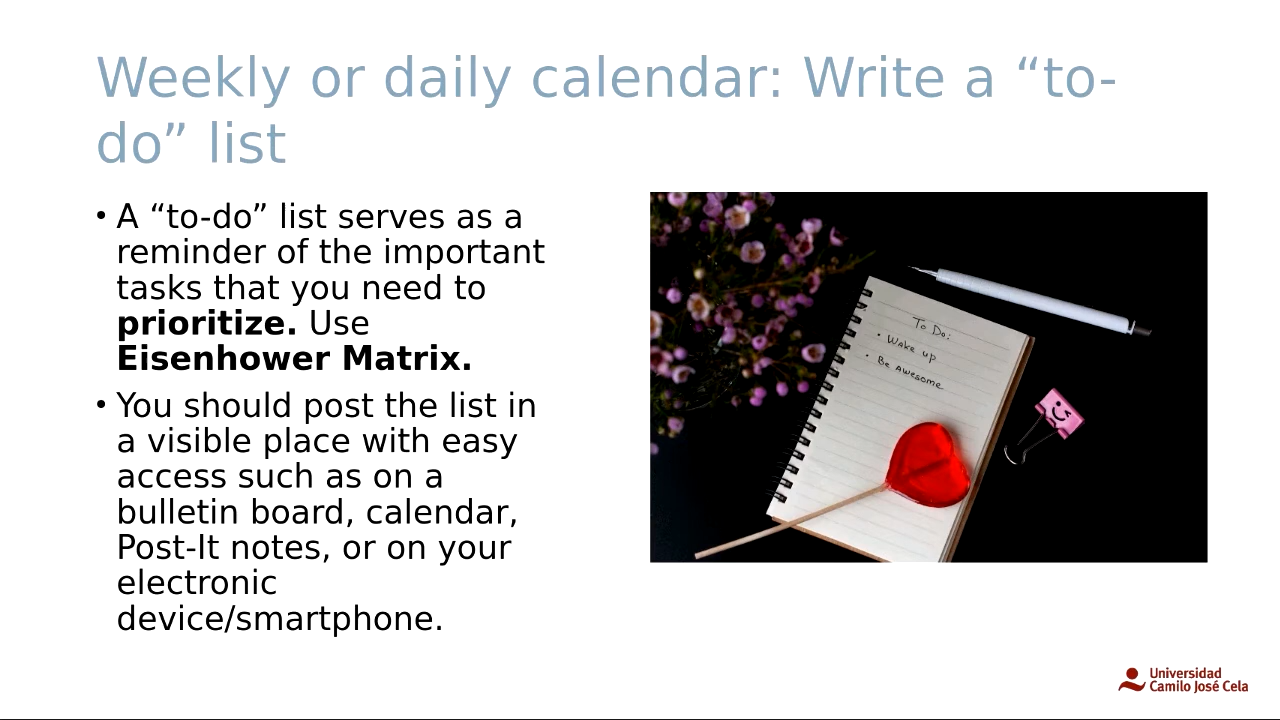 Weekly or daily calendar: Write a “to-
do” list
• A “to-do” list serves as a
reminder of the important
tasks that you need to
prioritize. Use
Eisenhower Matrix.
• You should post the list in
a visible place with easy
access such as on a
bulletin board, calendar,
Post-It notes, or on your
electronic
device/smartphone.
To Do:
• Wake up
• Be Awesome
Universidad
Camilo José Cela